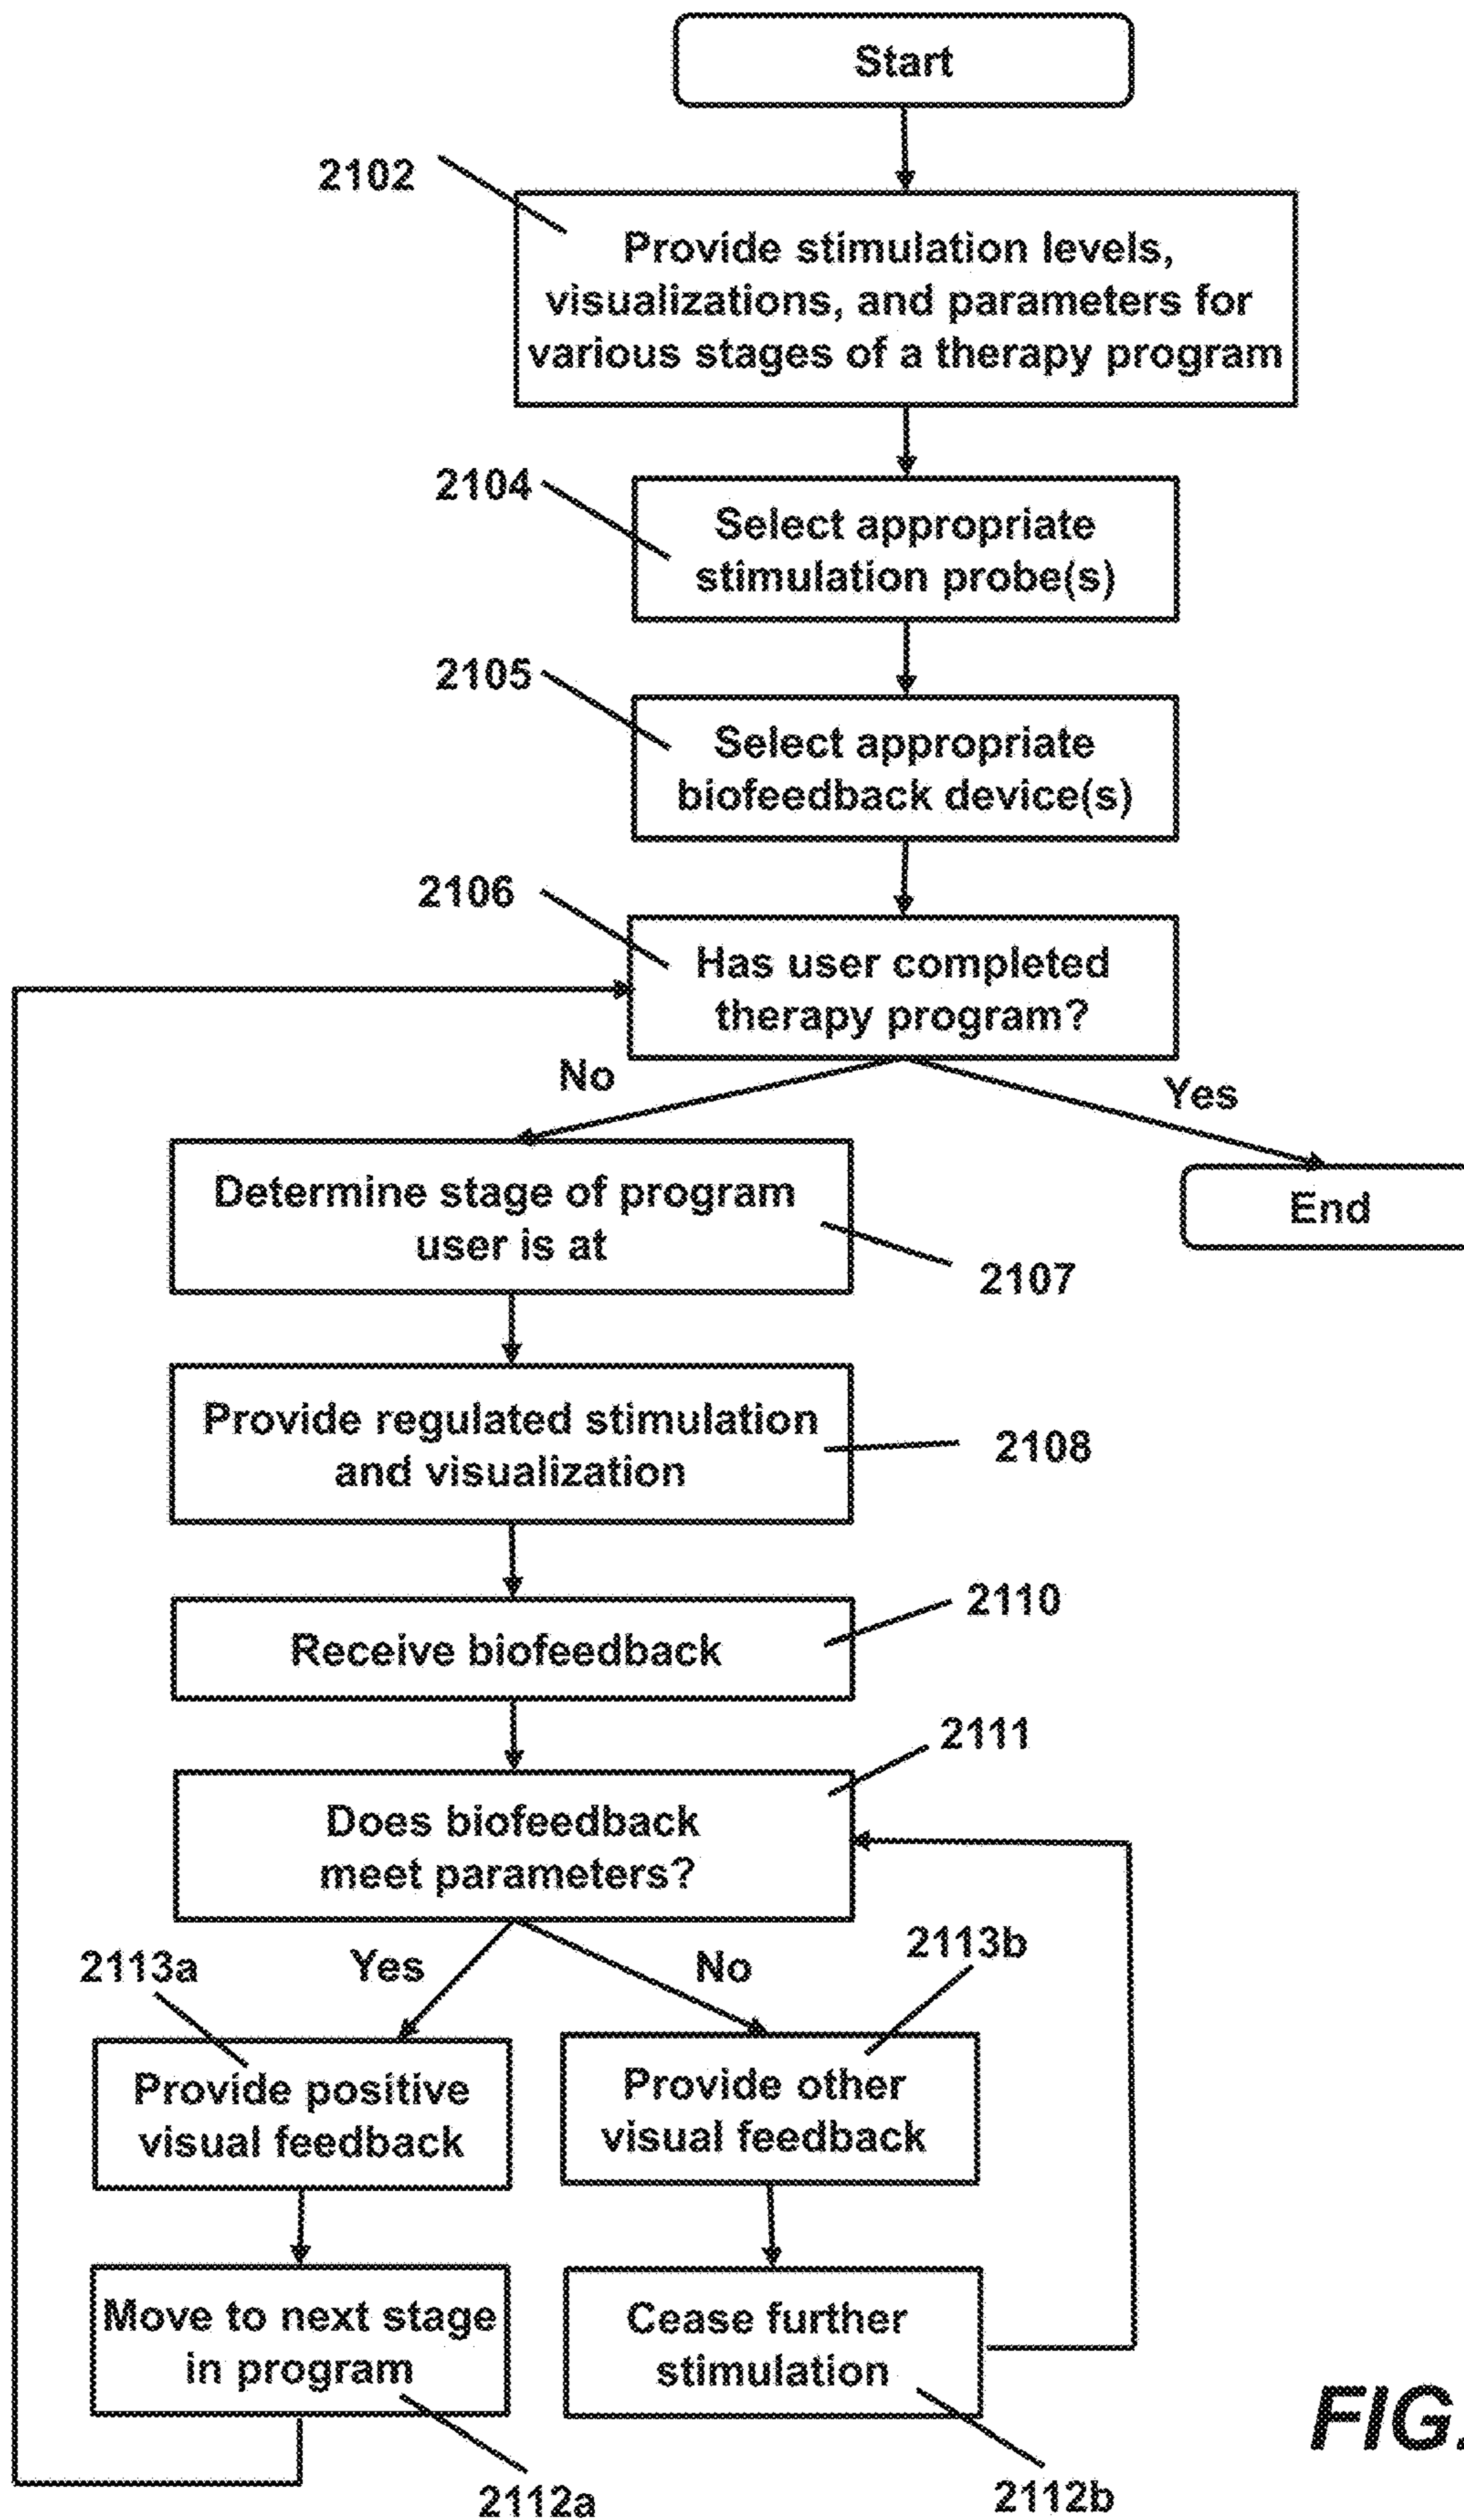 Start
2102
Provide stimulation levels,
visualizations, and parameters for
various stages of a therapy program
2104
Select appropriate
stimulation probe(s)
2105
Select appropriate
biofeedback device(s)
2106
Has user completed
therapy program?
No
Yes
Determine stage of program
user is at
2107
End
Provide regulated stimulation
and visualization
2108
Receive biofeedback
2110
Does biofeedback
meet parameters?
2111
2113a
Yes
No
2113b
Provide positive
visual feedback
Provide other
visual feedback
Move to next stage
in program
Cease further
stimulation
2112a
2112b
FIG.